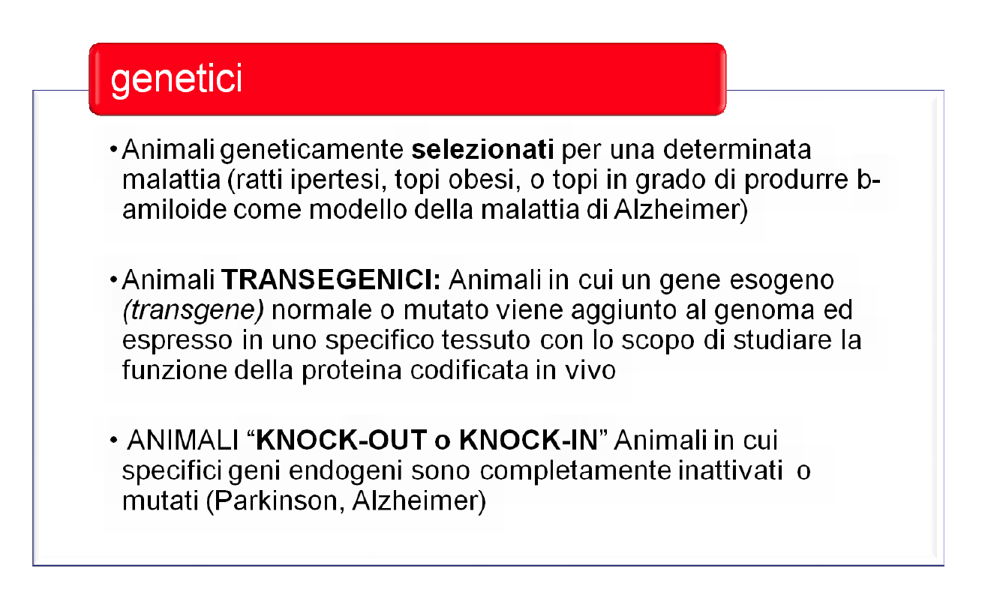 genetici
• Animali geneticamente selezionati per una determinata
malattia (ratti ipertesi, topi obesi, o topi in grado di produrre b-
amiloide come modello della malattia di Alzheimer)
• Animali TRANSEGENICI: Animali in cui un gene esogeno
(transgene) normale o mutato viene aggiunto al genoma ed
espresso in uno specifico tessuto con lo scopo di studiare la
funzione della proteina codificata in vivo
• ANIMALI “KNOCK-OUT o KNOCK-IN” Animali in cui
specifici geni endogeni sono completamente inattivati o
mutati (Parkinson, Alzheimer)